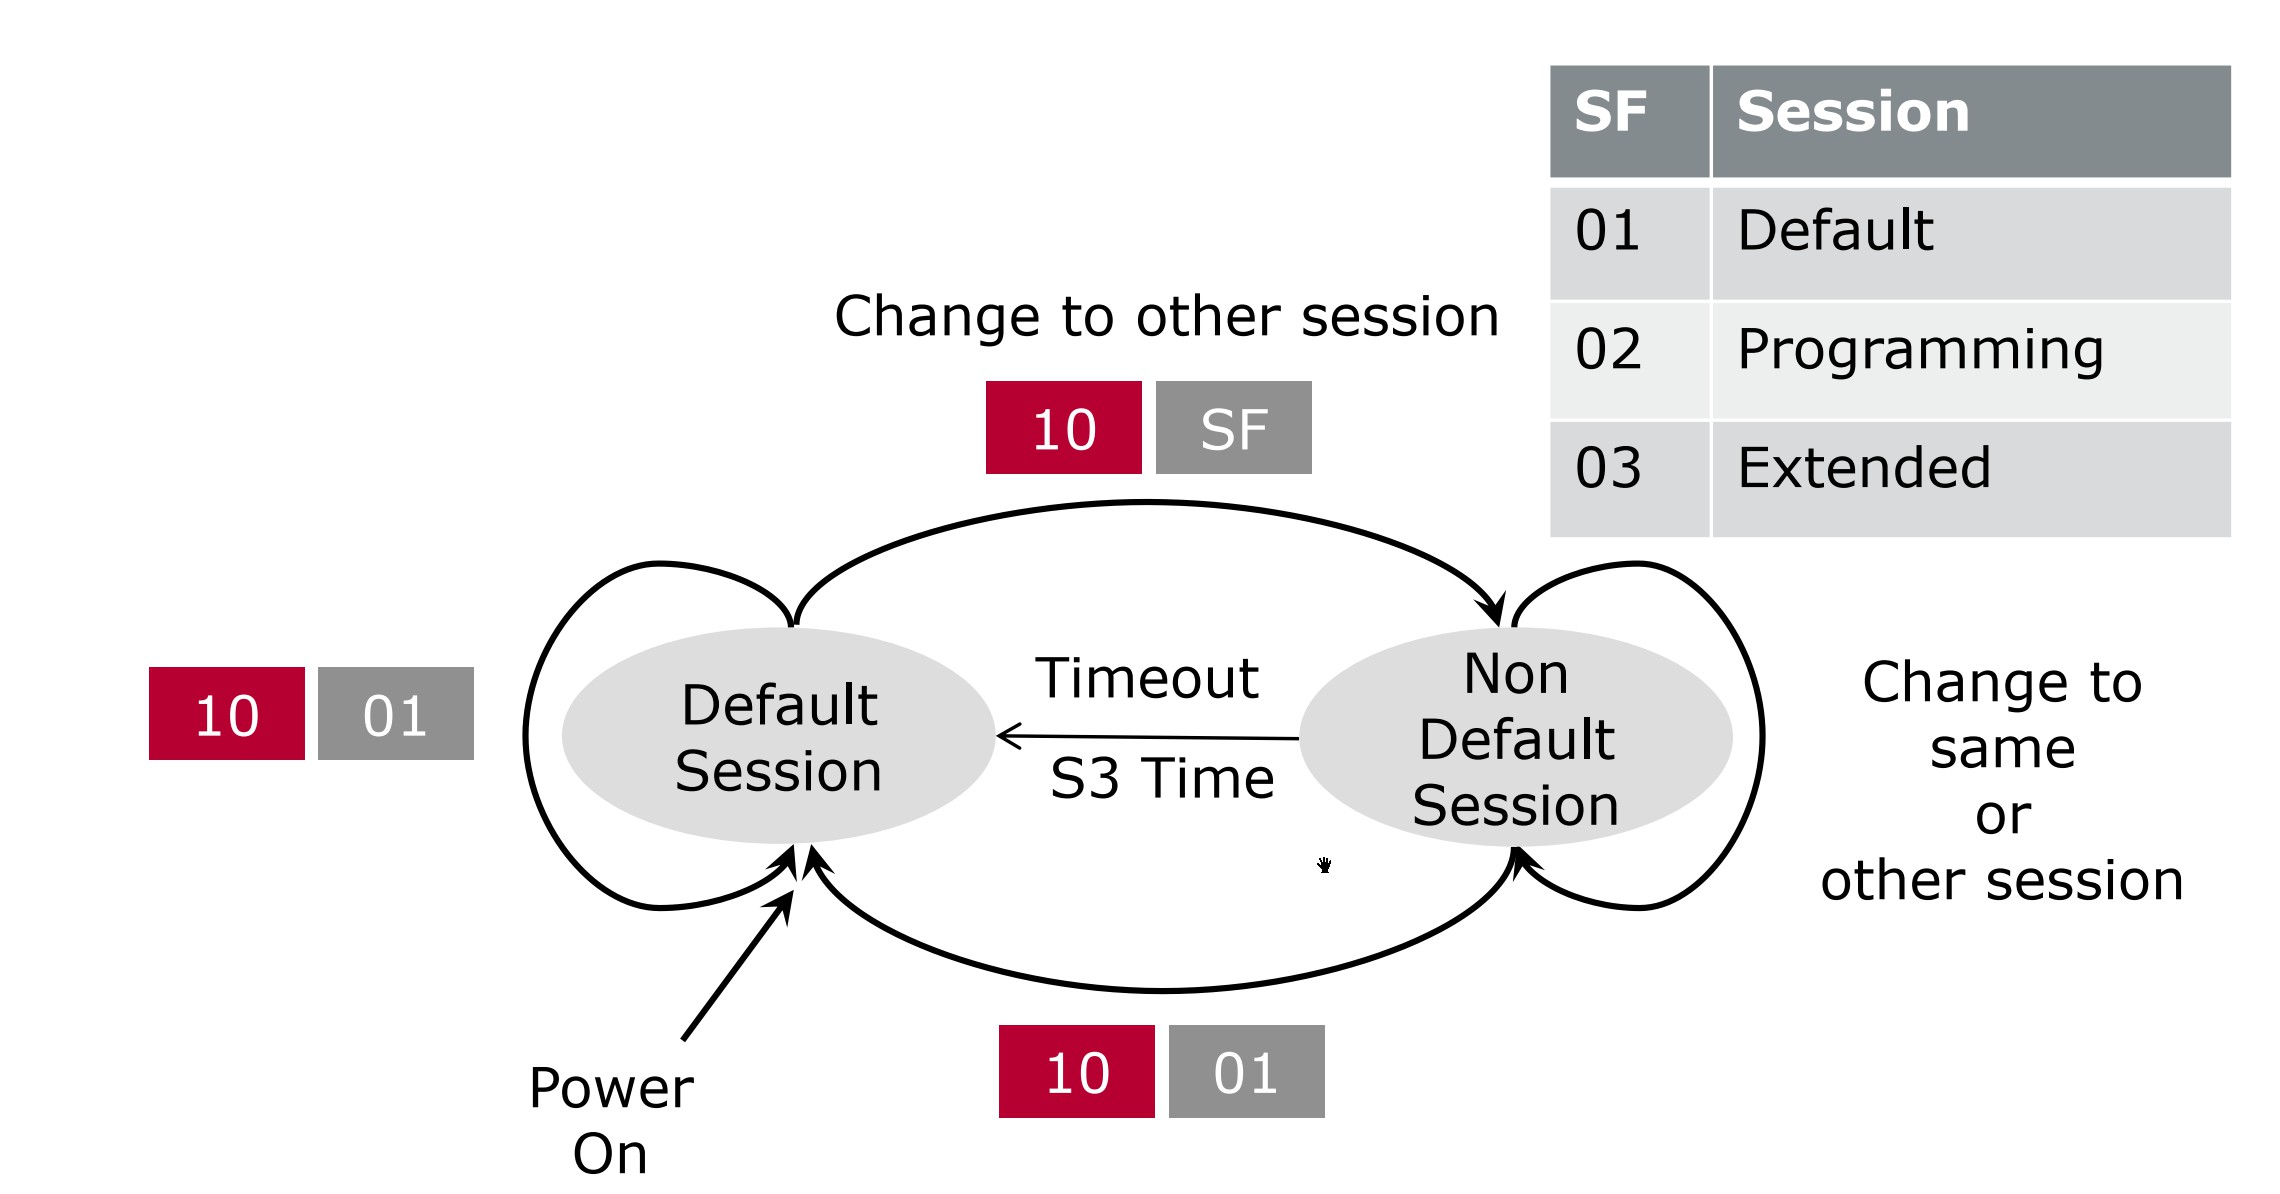 SF Session
01 Default
02 Programming
03 Extended
Change to other session
10 SF
10 01
Default
Session
Timeout
S3 Time
Non
Default
Session
Change to
same
or
other session
10 01
Power
On